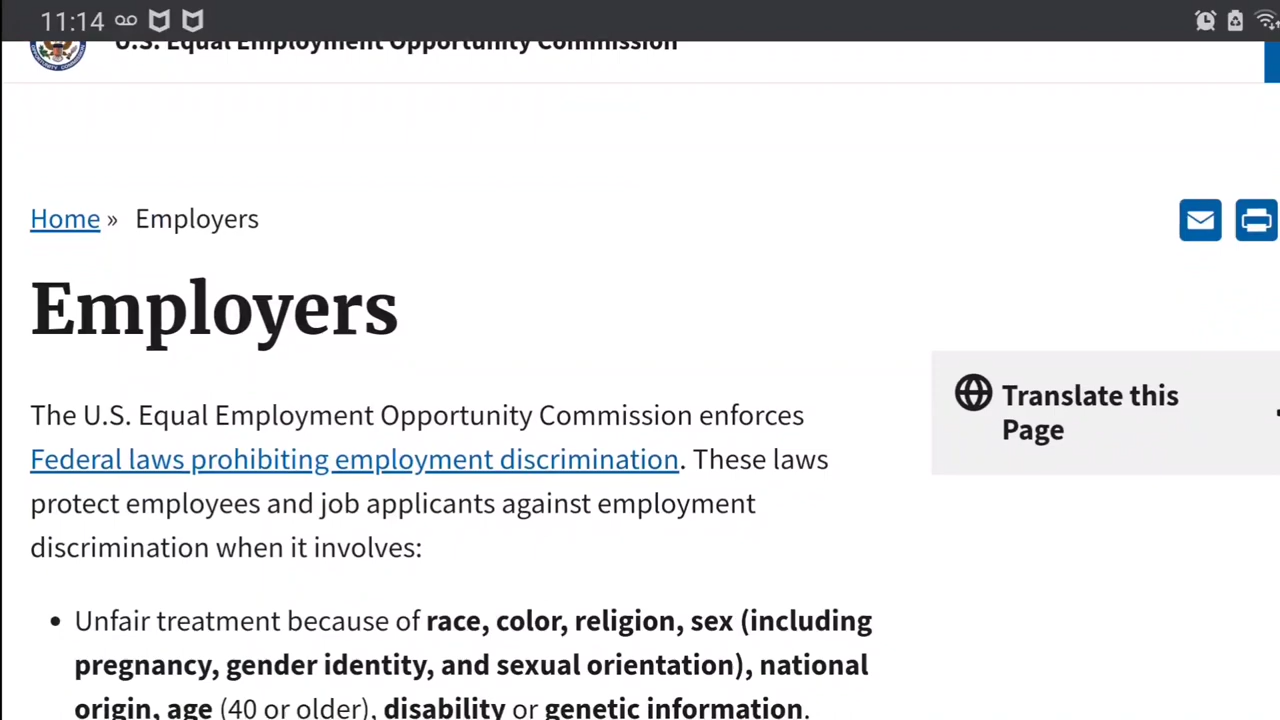 11:14
U.S. Equal Employment Opportunity Commission
Home » Employers
Employers
Translate this
Page
The U.S. Equal Employment Opportunity Commission enforces
Federal laws prohibiting employment discrimination. These laws
protect employees and job applicants against employment
discrimination when it involves:
• Unfair treatment because of race, color, religion, sex (including
pregnancy, gender identity, and sexual orientation), national
origin, age (40 or older), disability or genetic information.